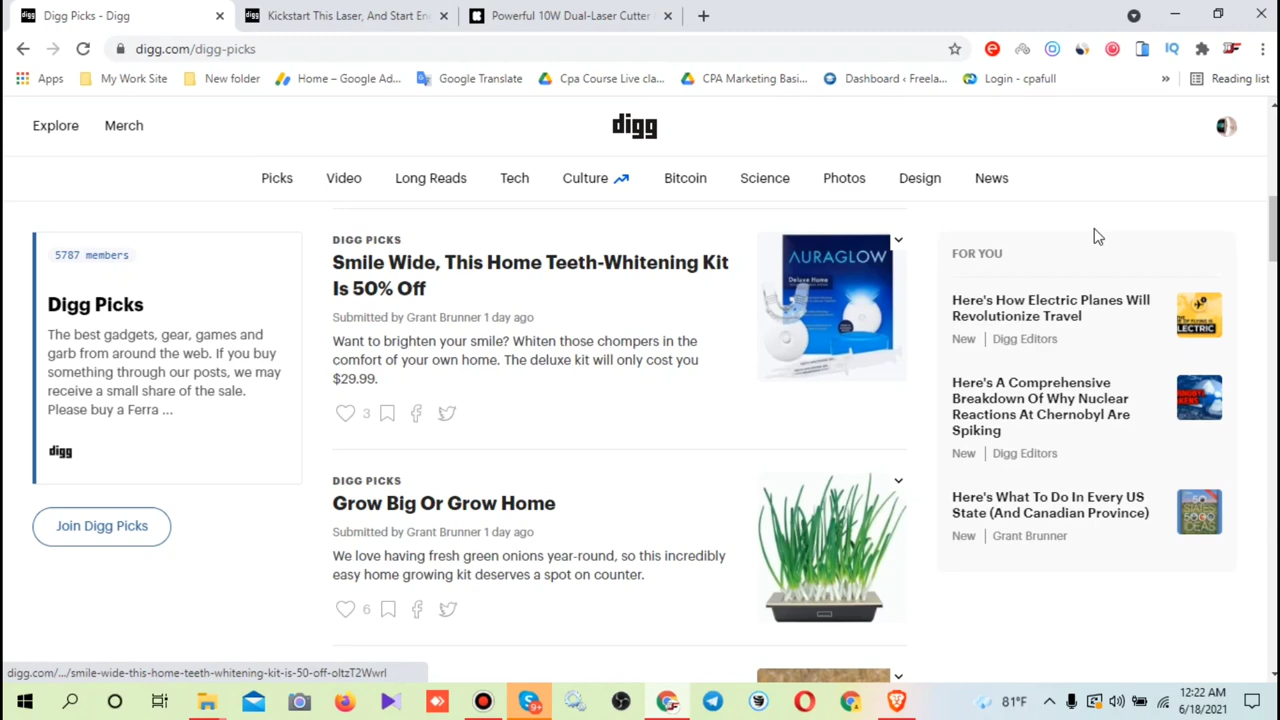 Digg Picks - Digg
Kickstart This Laser, And Start En
Powerful 10W Dual-Laser Cutter
digg.com/digg-picks
Apps
My Work Site
New folder
Home – Google Ad...
Google Translate
Cpa Course Live cla...
CPA Marketing Basi...
Dashboard ‹ Freela...
Login - cpafull
»
Reading list
Explore
Merch
digg
Picks
Video
Long Reads
Tech
Culture
Bitcoin
Science
Photos
Design
News
5787 members
Digg Picks
The best gadgets, gear, games and
garb from around the web. If you buy
something through our posts, we may
receive a small share of the sale.
Please buy a Ferra ...
digg
Join Digg Picks
DIGG PICKS
Smile Wide, This Home Teeth-Whitening Kit
Is 50% Off
Submitted by Grant Brunner 1 day ago
Want to brighten your smile? Whiten those chompers in the
comfort of your own home. The deluxe kit will only cost you
$29.99.
3
AURAGLOW
Deluxe Home
DIGG PICKS
Grow Big Or Grow Home
Submitted by Grant Brunner 1 day ago
We love having fresh green onions year-round, so this incredibly
easy home growing kit deserves a spot on counter.
6
FOR YOU
Here's How Electric Planes Will
Revolutionize Travel
New | Digg Editors
ELECTRIC
Here's A Comprehensive
Breakdown Of Why Nuclear
Reactions At Chernobyl Are
Spiking
New | Digg Editors
Here's What To Do In Every US
State (And Canadian Province)
New | Grant Brunner
50
STATES
5000
IDEAS
digg.com/.../smile-wide-this-home-teeth-whitening-kit-is-50-off-oltzT2Wwrl
81°F
12:22 AM
6/18/2021